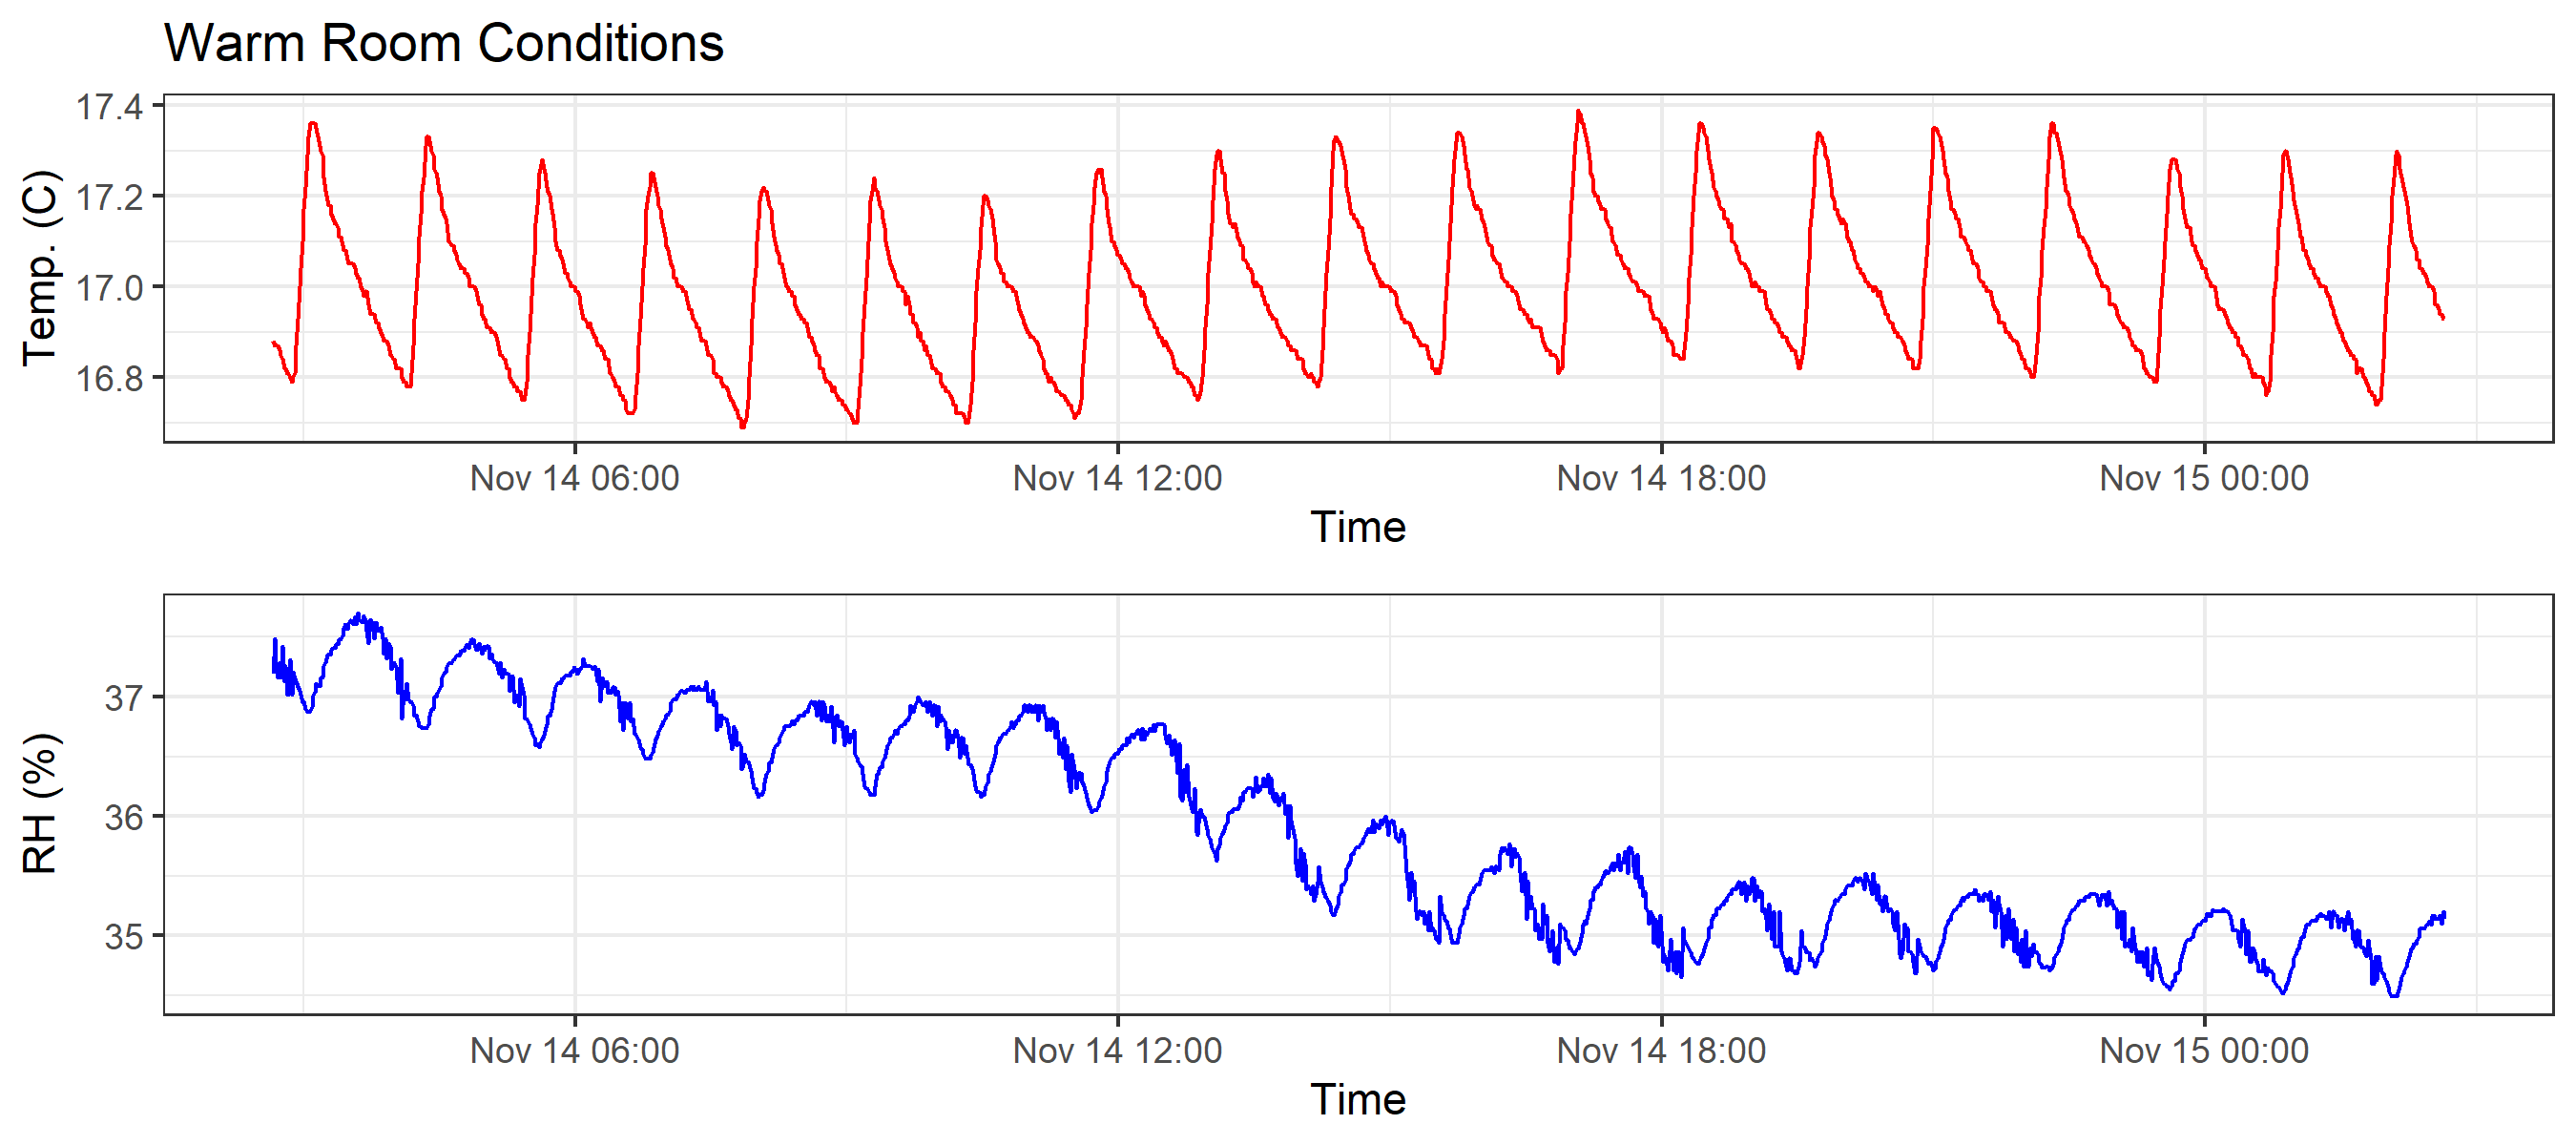 Warm Room Conditions
Temp. (C)
17.4
17.2
17.0
16.8
Nov 14 06:00 Nov 14 12:00 Nov 14 18:00 Nov 15 00:00
Time
RH (%)
37
36
35
Nov 14 06:00 Nov 14 12:00 Nov 14 18:00 Nov 15 00:00
Time